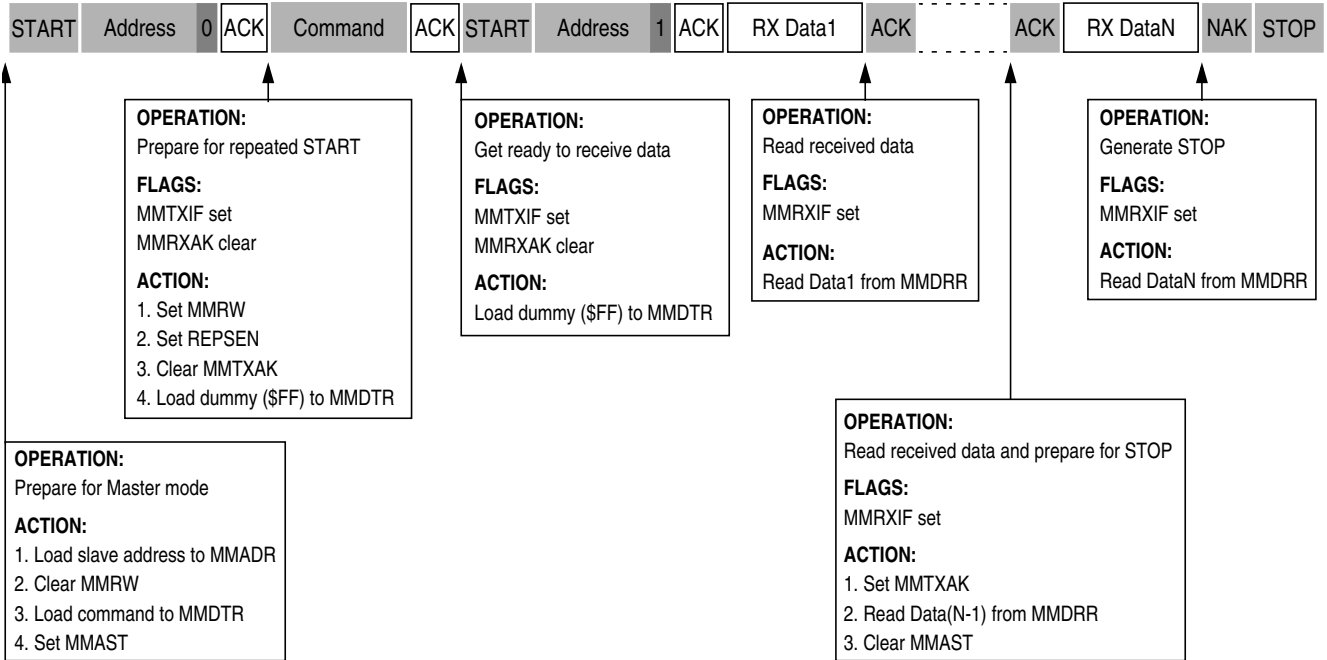 START Address 0 ACK Command ACK START Address 1 ACK RX Data1 ACK ACK RX DataN NAK STOP
OPERATION:
Prepare for repeated START
FLAGS:
MMTXIF set
MMRXAK clear
ACTION:
1. Set MMRW
2. Set REPSEN
3. Clear MMTXAK
4. Load dummy ($FF) to MMDTR
OPERATION:
Get ready to receive data
FLAGS:
MMTXIF set
MMRXAK clear
ACTION:
Load dummy ($FF) to MMDTR
OPERATION:
Read received data
FLAGS:
MMRXIF set
ACTION:
Read Data1 from MMDRR
OPERATION:
Generate STOP
FLAGS:
MMRXIF set
ACTION:
Read DataN from MMDRR
OPERATION:
Prepare for Master mode
ACTION:
1. Load slave address to MMADR
2. Clear MMRW
3. Load command to MMDTR
4. Set MMAST
OPERATION:
Read received data and prepare for STOP
FLAGS:
MMRXIF set
ACTION:
1. Set MMTXAK
2. Read Data(N-1) from MMDRR
3. Clear MMAST